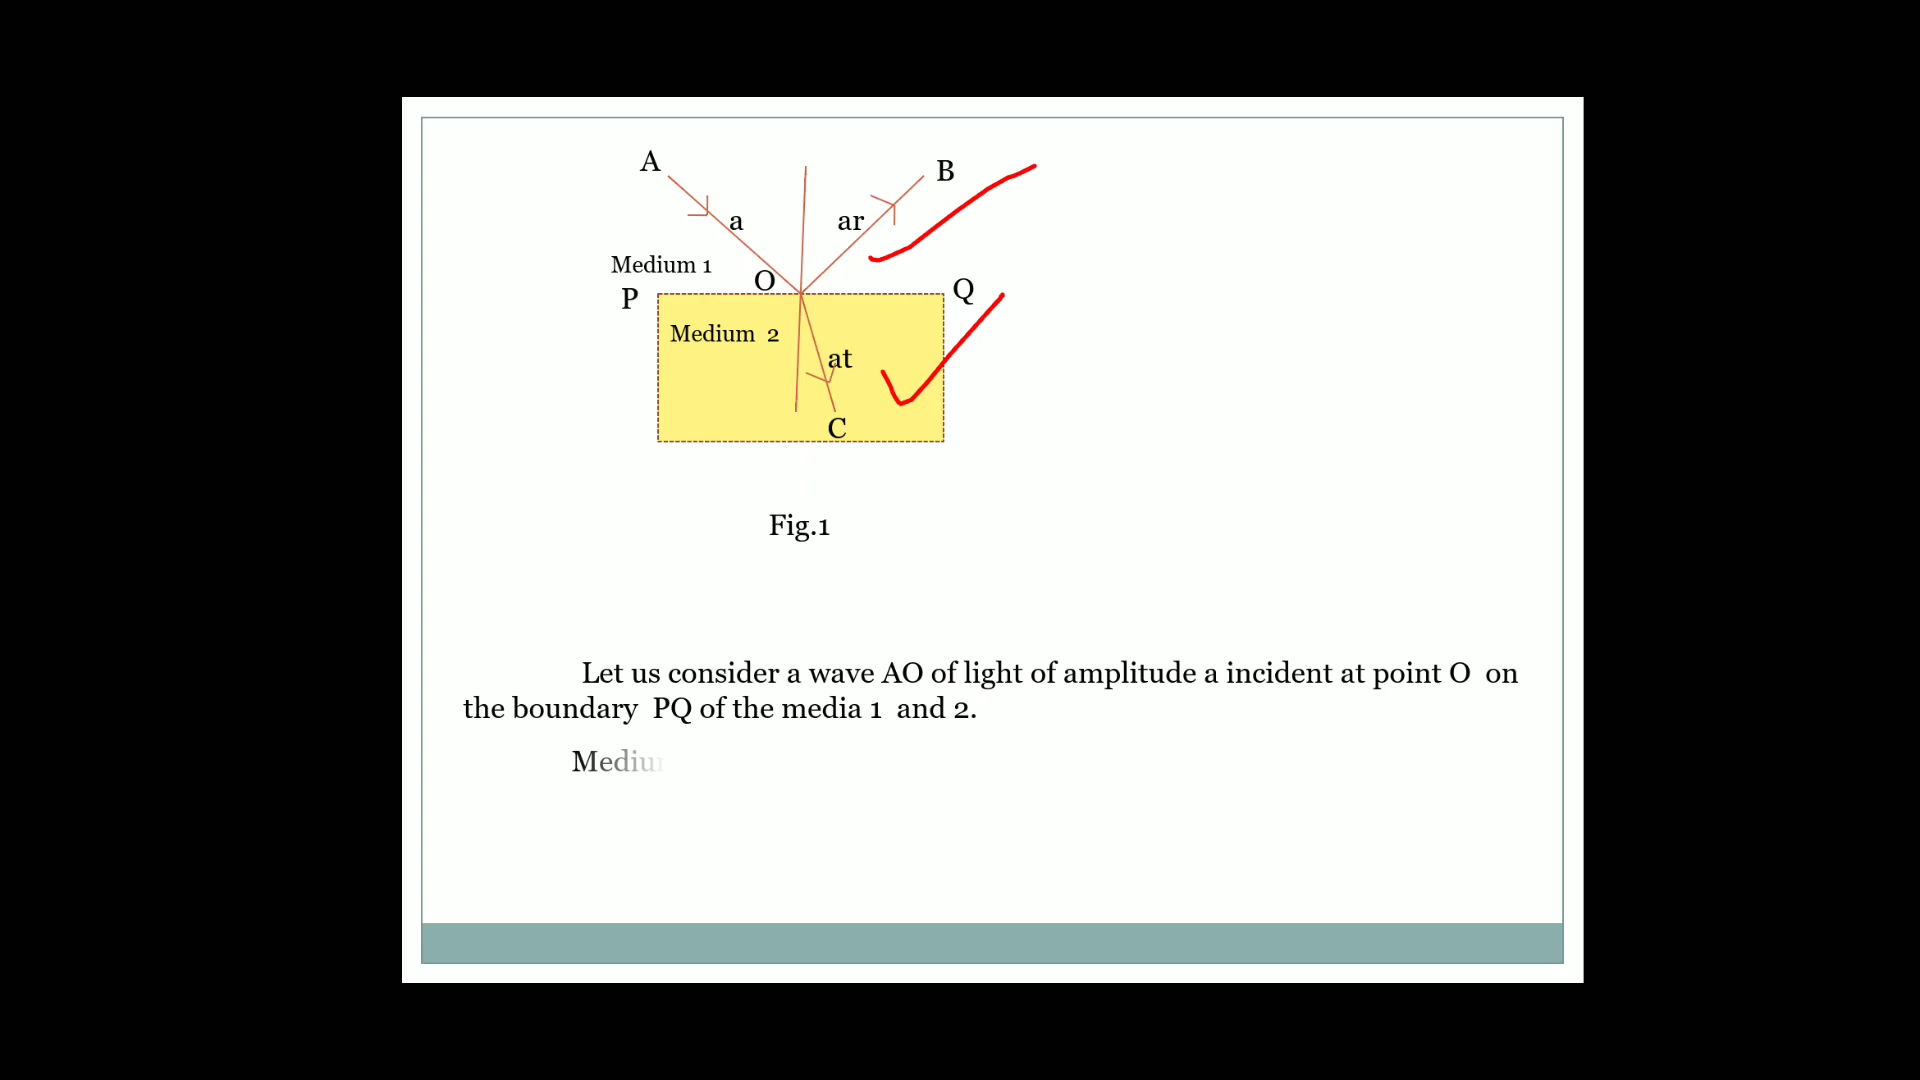 A
B
a
ar
Medium 1
O
P
Q
Medium 2
at
C
Fig.1
Let us consider a wave AO of light of amplitude a incident at point O on
the boundary PQ of the media 1 and 2.
Mediu